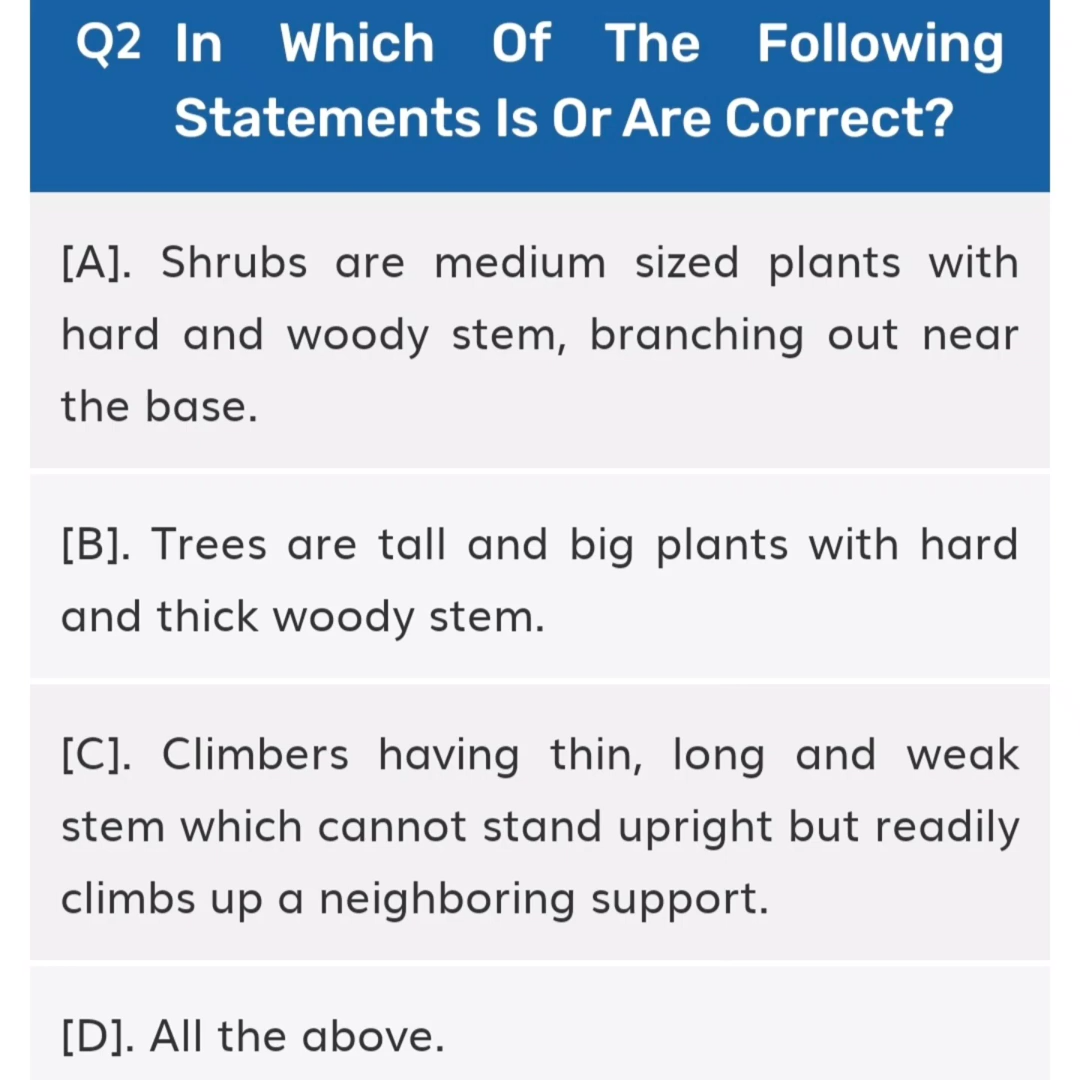 Q2 In Which Of The Following
Statements Is Or Are Correct?
[A]. Shrubs are medium sized plants with
hard and woody stem, branching out near
the base.
[B]. Trees are tall and big plants with hard
and thick woody stem.
[C]. Climbers having thin, long and weak
stem which cannot stand upright but readily
climbs up a neighboring support.
[D]. All the above.